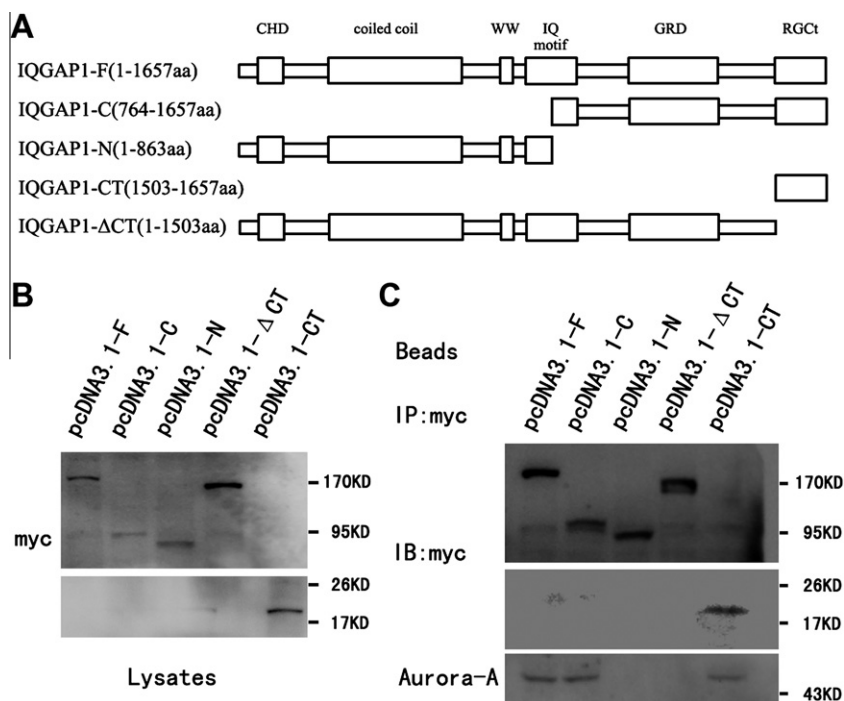 A
CHD coiled coil WW IQ motif GRD RGCt
IQGAP1-F(1-1657aa)
IQGAP1-C(764-1657aa)
IQGAP1-N(1-863aa)
IQGAP1-CT(1503-1657aa)
IQGAP1-ΔCT(1-1503aa)
B
pcDNA3. 1-F
pcDNA3. 1-C
pcDNA3. 1-N
pcDNA3. 1-Δ CT
pcDNA3. 1-CT
myc
170KD
95KD
26KD
17KD
Lysates
C
Beads
IP:myc
pcDNA3. 1-F
pcDNA3. 1-C
pcDNA3. 1-N
pcDNA3. 1-Δ CT
pcDNA3. 1-CT
170KD
95KD
IB:myc
26KD
17KD
Aurora-A
43KD